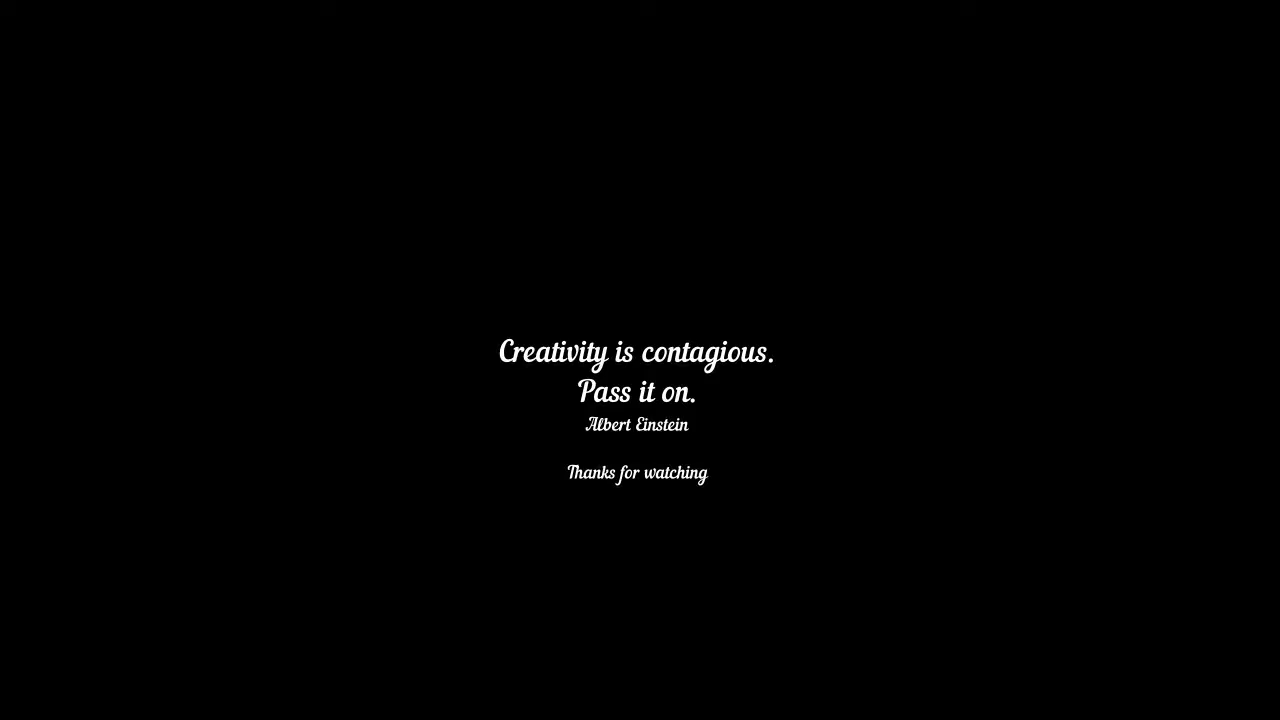 Creativity is contagious.
Pass it on.
Albert Einstein
Thanks for watching